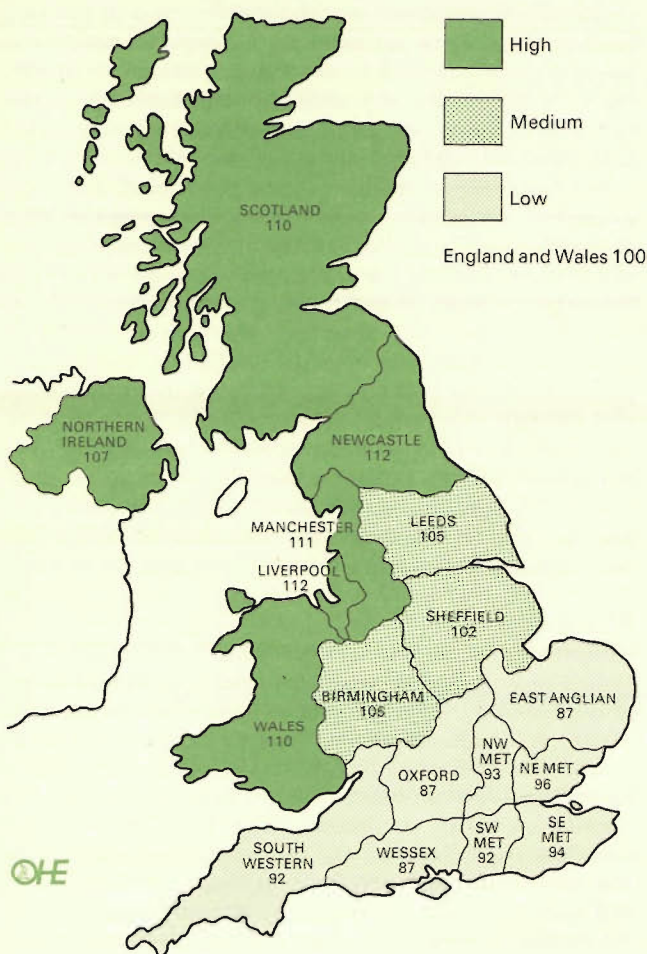 High
Medium
Low
England and Wales 100
SCOTLAND
110
NORTHERN
IRELAND
107
NEWCASTLE
112
LEEDS
105
MANCHESTER
111
LIVERPOOL
112
SHEFFIELD
102
BIRMINGHAM
105
WALES
110
EAST ANGLIAN
87
NW
MET
93
NE MET
96
OXFORD
87
SOUTH
WESTERN
92
WESSEX
87
SW
MET
92
SE
MET
94
OHE